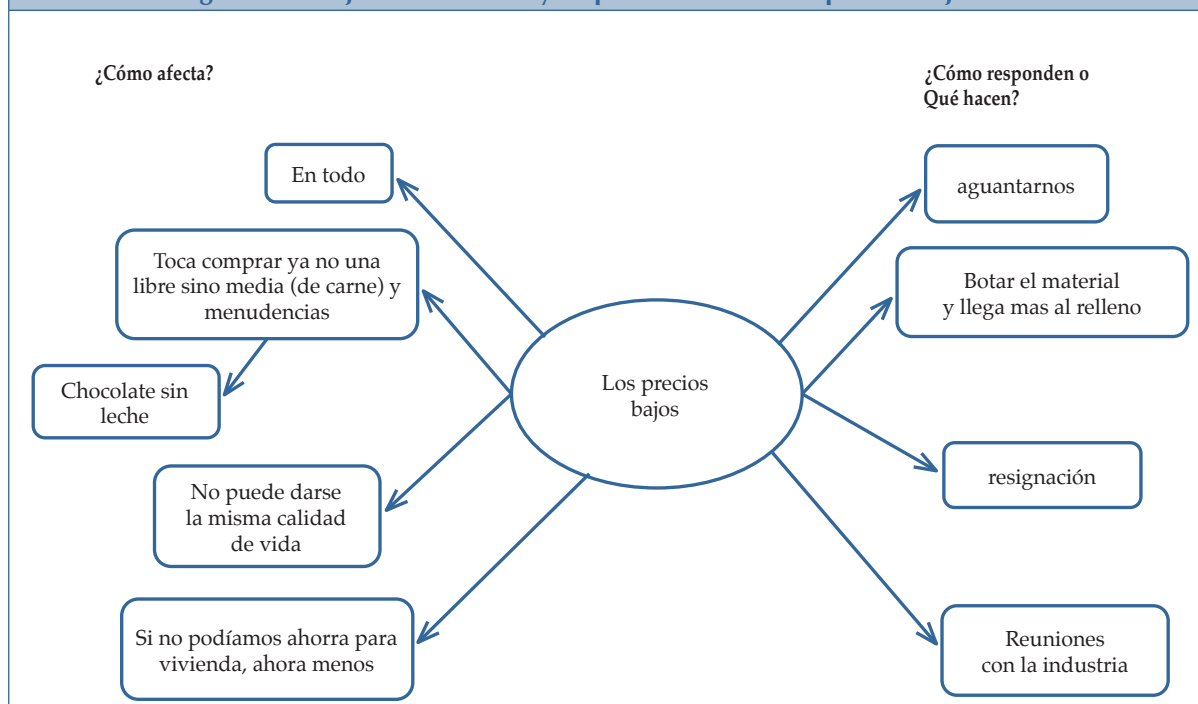 ¿Cómo afecta?
¿Cómo responden o
Qué hacen?
En todo
Toca comprar ya no una
libre sino media (de carne) y
menudencias
Chocolate sin
leche
No puede darse
la misma calidad
de vida
Si no podíamos ahorra para
vivienda, ahora menos
Los precios
bajos
aguantarnos
Botar el material
y llega mas al relleno
resignación
Reuniones
con la industria